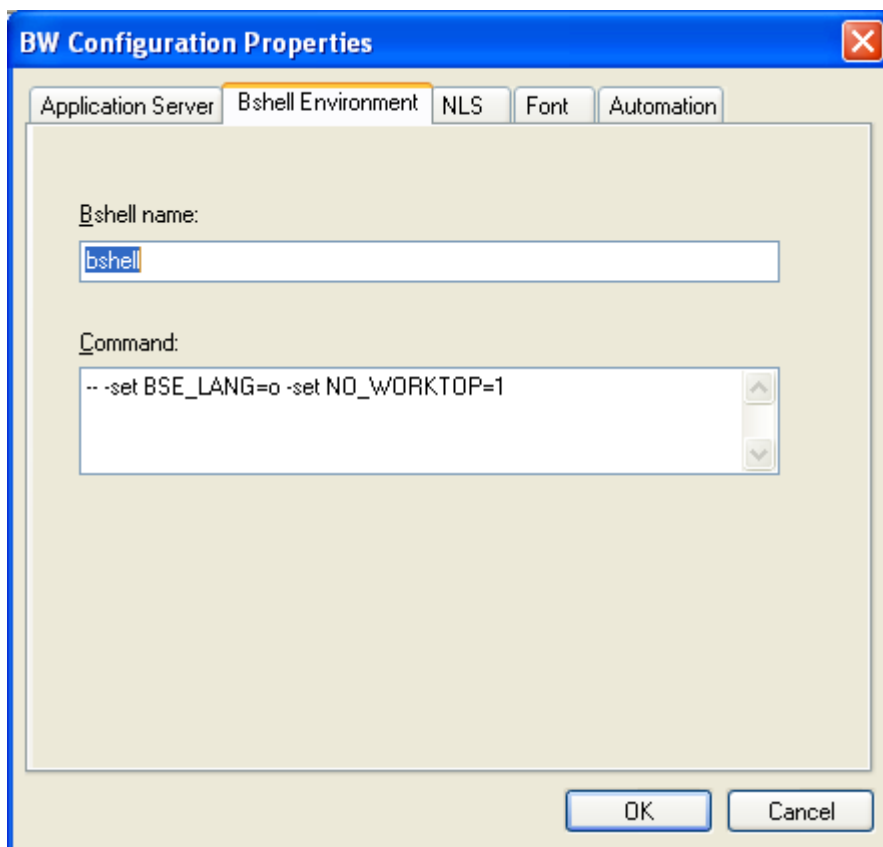 BW Configuration Properties
Application Server Bshell Environment NLS Font Automation
Bshell name:
bshell
Command:
-- -set BSE_LANG=o -set NO_WORKTOP=1
OK Cancel